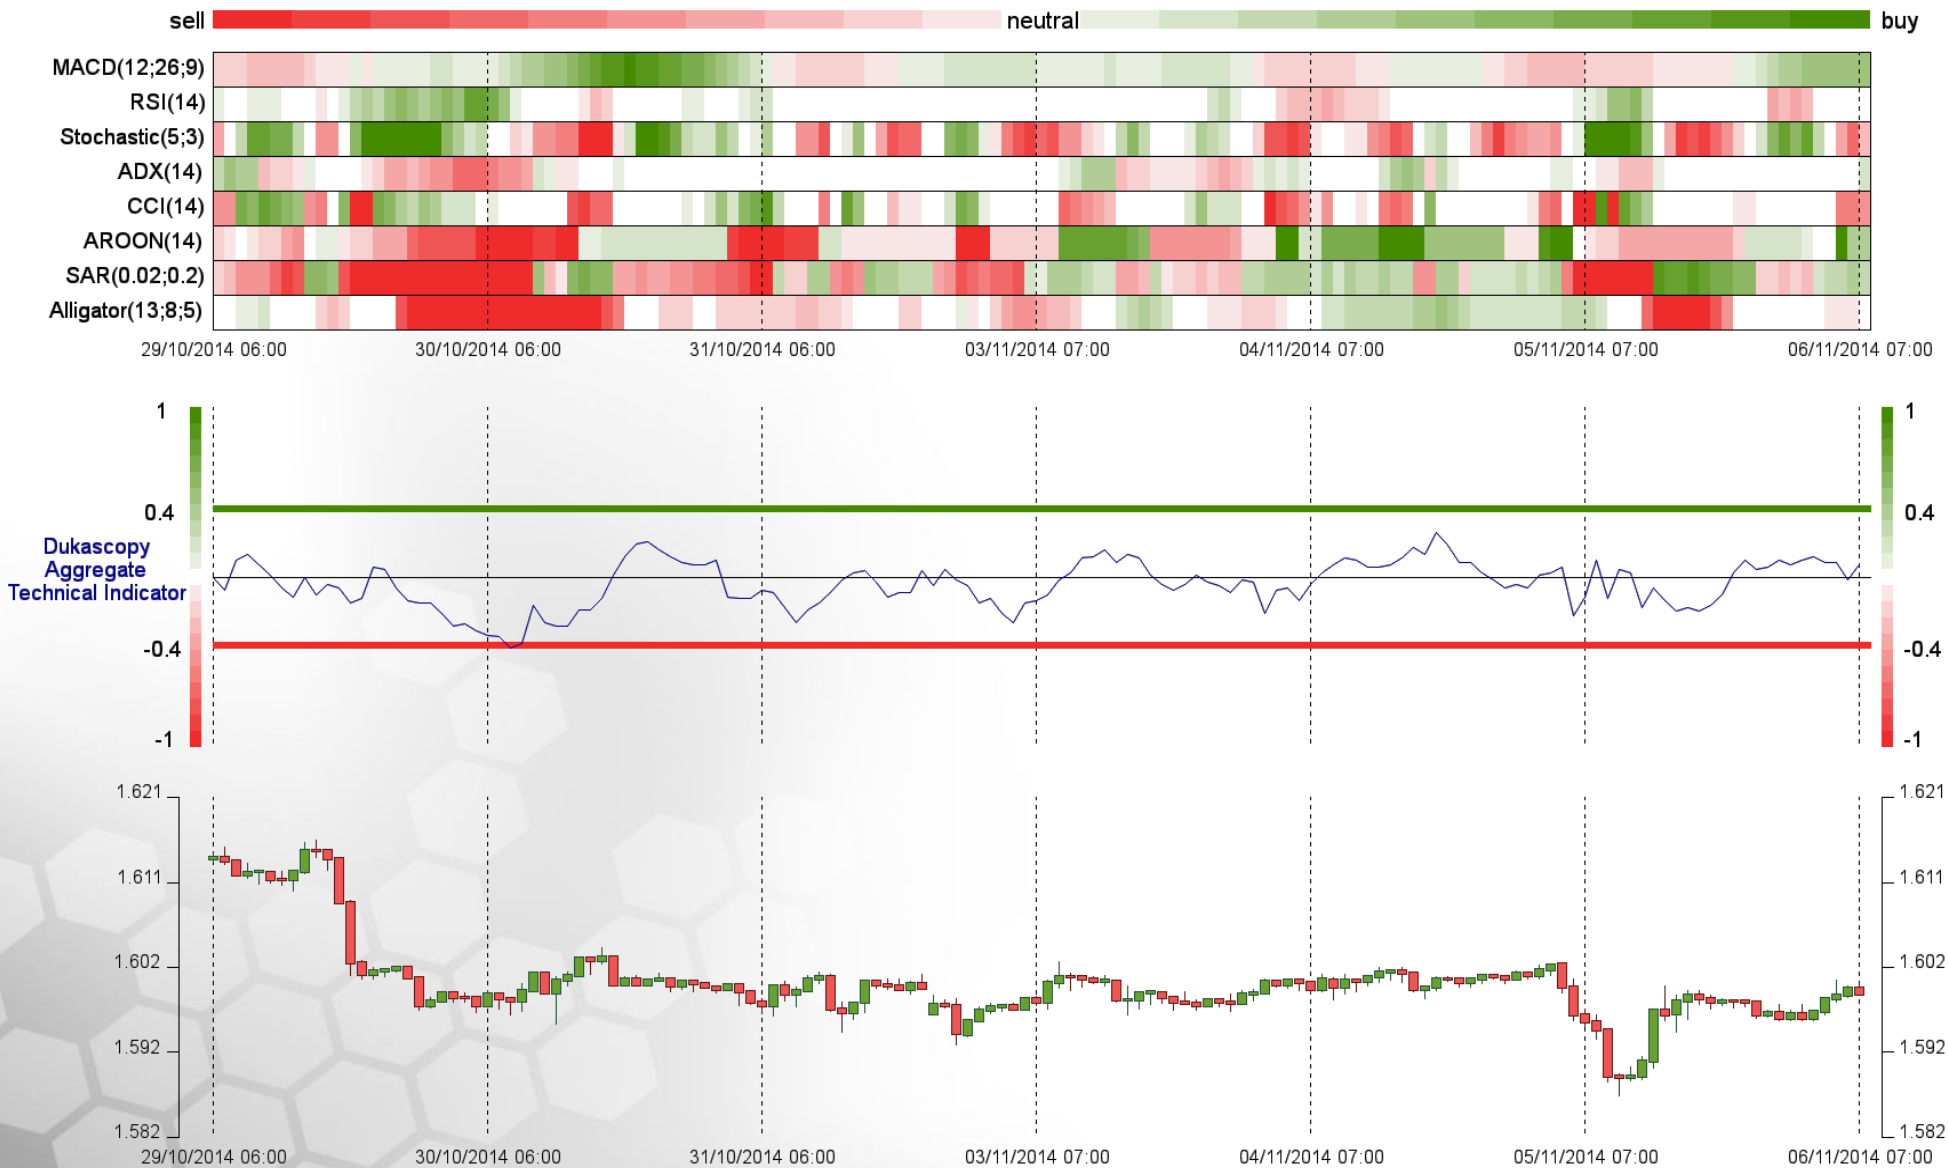 sell neutral buy
MACD(12;26;9)
RSI(14)
Stochastic(5;3)
ADX(14)
CCI(14)
AROON(14)
SAR(0.02;0.2)
Alligator(13;8;5)
29/10/2014 06:00 30/10/2014 06:00 31/10/2014 06:00 03/11/2014 07:00 04/11/2014 07:00 05/11/2014 07:00 06/11/2014 07:00
1 1
0.4 0.4
Dukascopy
Aggregate
Technical Indicator
-0.4 -0.4
-1 -1
1.621 1.621
1.611 1.611
1.602 1.602
1.592 1.592
1.582 1.582
29/10/2014 06:00 30/10/2014 06:00 31/10/2014 06:00 03/11/2014 07:00 04/11/2014 07:00 05/11/2014 07:00 06/11/2014 07:00